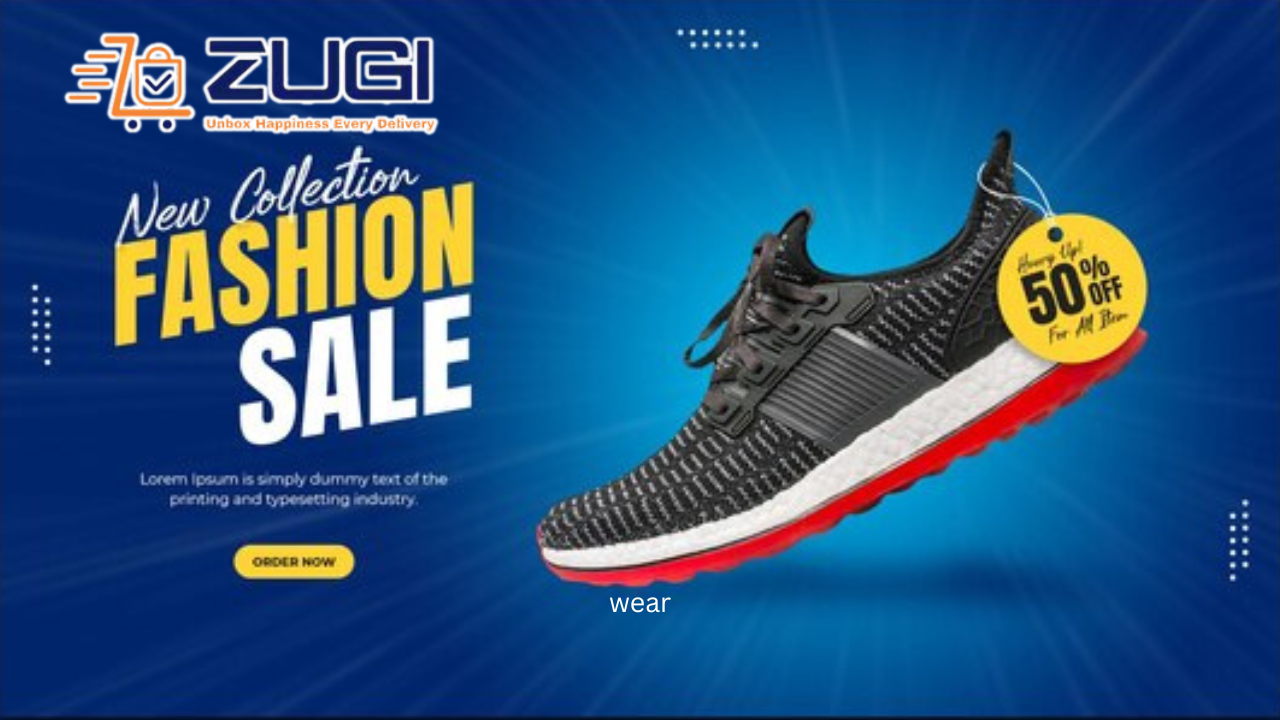 ZUGI
Unbox Happiness Every Delivery
New Collection
FASHION
SALE
Lorem Ipsum is simply dummy text of the
printing and typesetting industry.
ORDER NOW
Hurry Up!
50% OFF
For All Item
wear